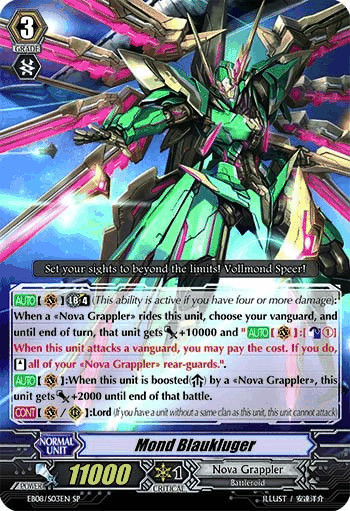 3
GRADE
Set your sights to beyond the limits! Vollmond Speer!
AUTO [ ]: LB 4 (This ability is active if you have four or more damage):
When a «Nova Grappler» rides this unit, choose your vanguard, and
until end of turn, that unit gets +10000 and " AUTO [ ]:[ 1]
When this unit attacks a vanguard, you may pay the cost. If you do,
all of your «Nova Grappler» rear-guards.".
AUTO [ ]:When this unit is boosted( ) by a «Nova Grappler», this
unit gets +2000 until end of that battle.
CONT [ / ]:Lord (If you have a unit without a same clan as this unit, this unit cannot attack)
NORMAL UNIT
Mond Blaukluger
POWER 11000
1 CRITICAL
Nova Grappler
Battleroid
EB08/S03EN SP
ILLUST / 安達洋介